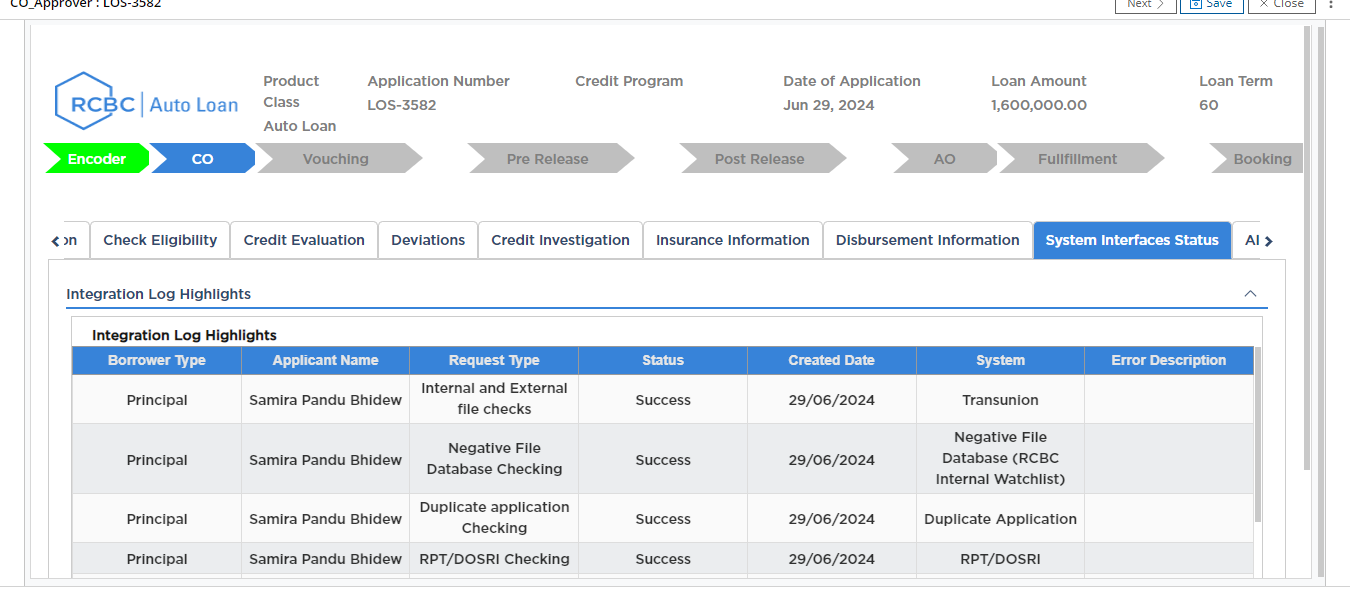 CO_Approver : LOS-3582
Next
Save
Close
RCBC | Auto Loan
Product Class
Auto Loan
Application Number
LOS-3582
Credit Program
Date of Application
Jun 29, 2024
Loan Amount
1,600,000.00
Loan Term
60
Encoder
CO
Vouching
Pre Release
Post Release
AO
Fullfillment
Booking
on
Check Eligibility
Credit Evaluation
Deviations
Credit Investigation
Insurance Information
Disbursement Information
System Interfaces Status
Al
Integration Log Highlights
Integration Log Highlights
Borrower Type Applicant Name Request Type Status Created Date System Error Description
Principal Samira Pandu Bhidew Internal and External file checks Success 29/06/2024 Transunion
Principal Samira Pandu Bhidew Negative File Database Checking Success 29/06/2024 Negative File Database (RCBC Internal Watchlist)
Principal Samira Pandu Bhidew Duplicate application Checking Success 29/06/2024 Duplicate Application
Principal Samira Pandu Bhidew RPT/DOSRI Checking Success 29/06/2024 RPT/DOSRI